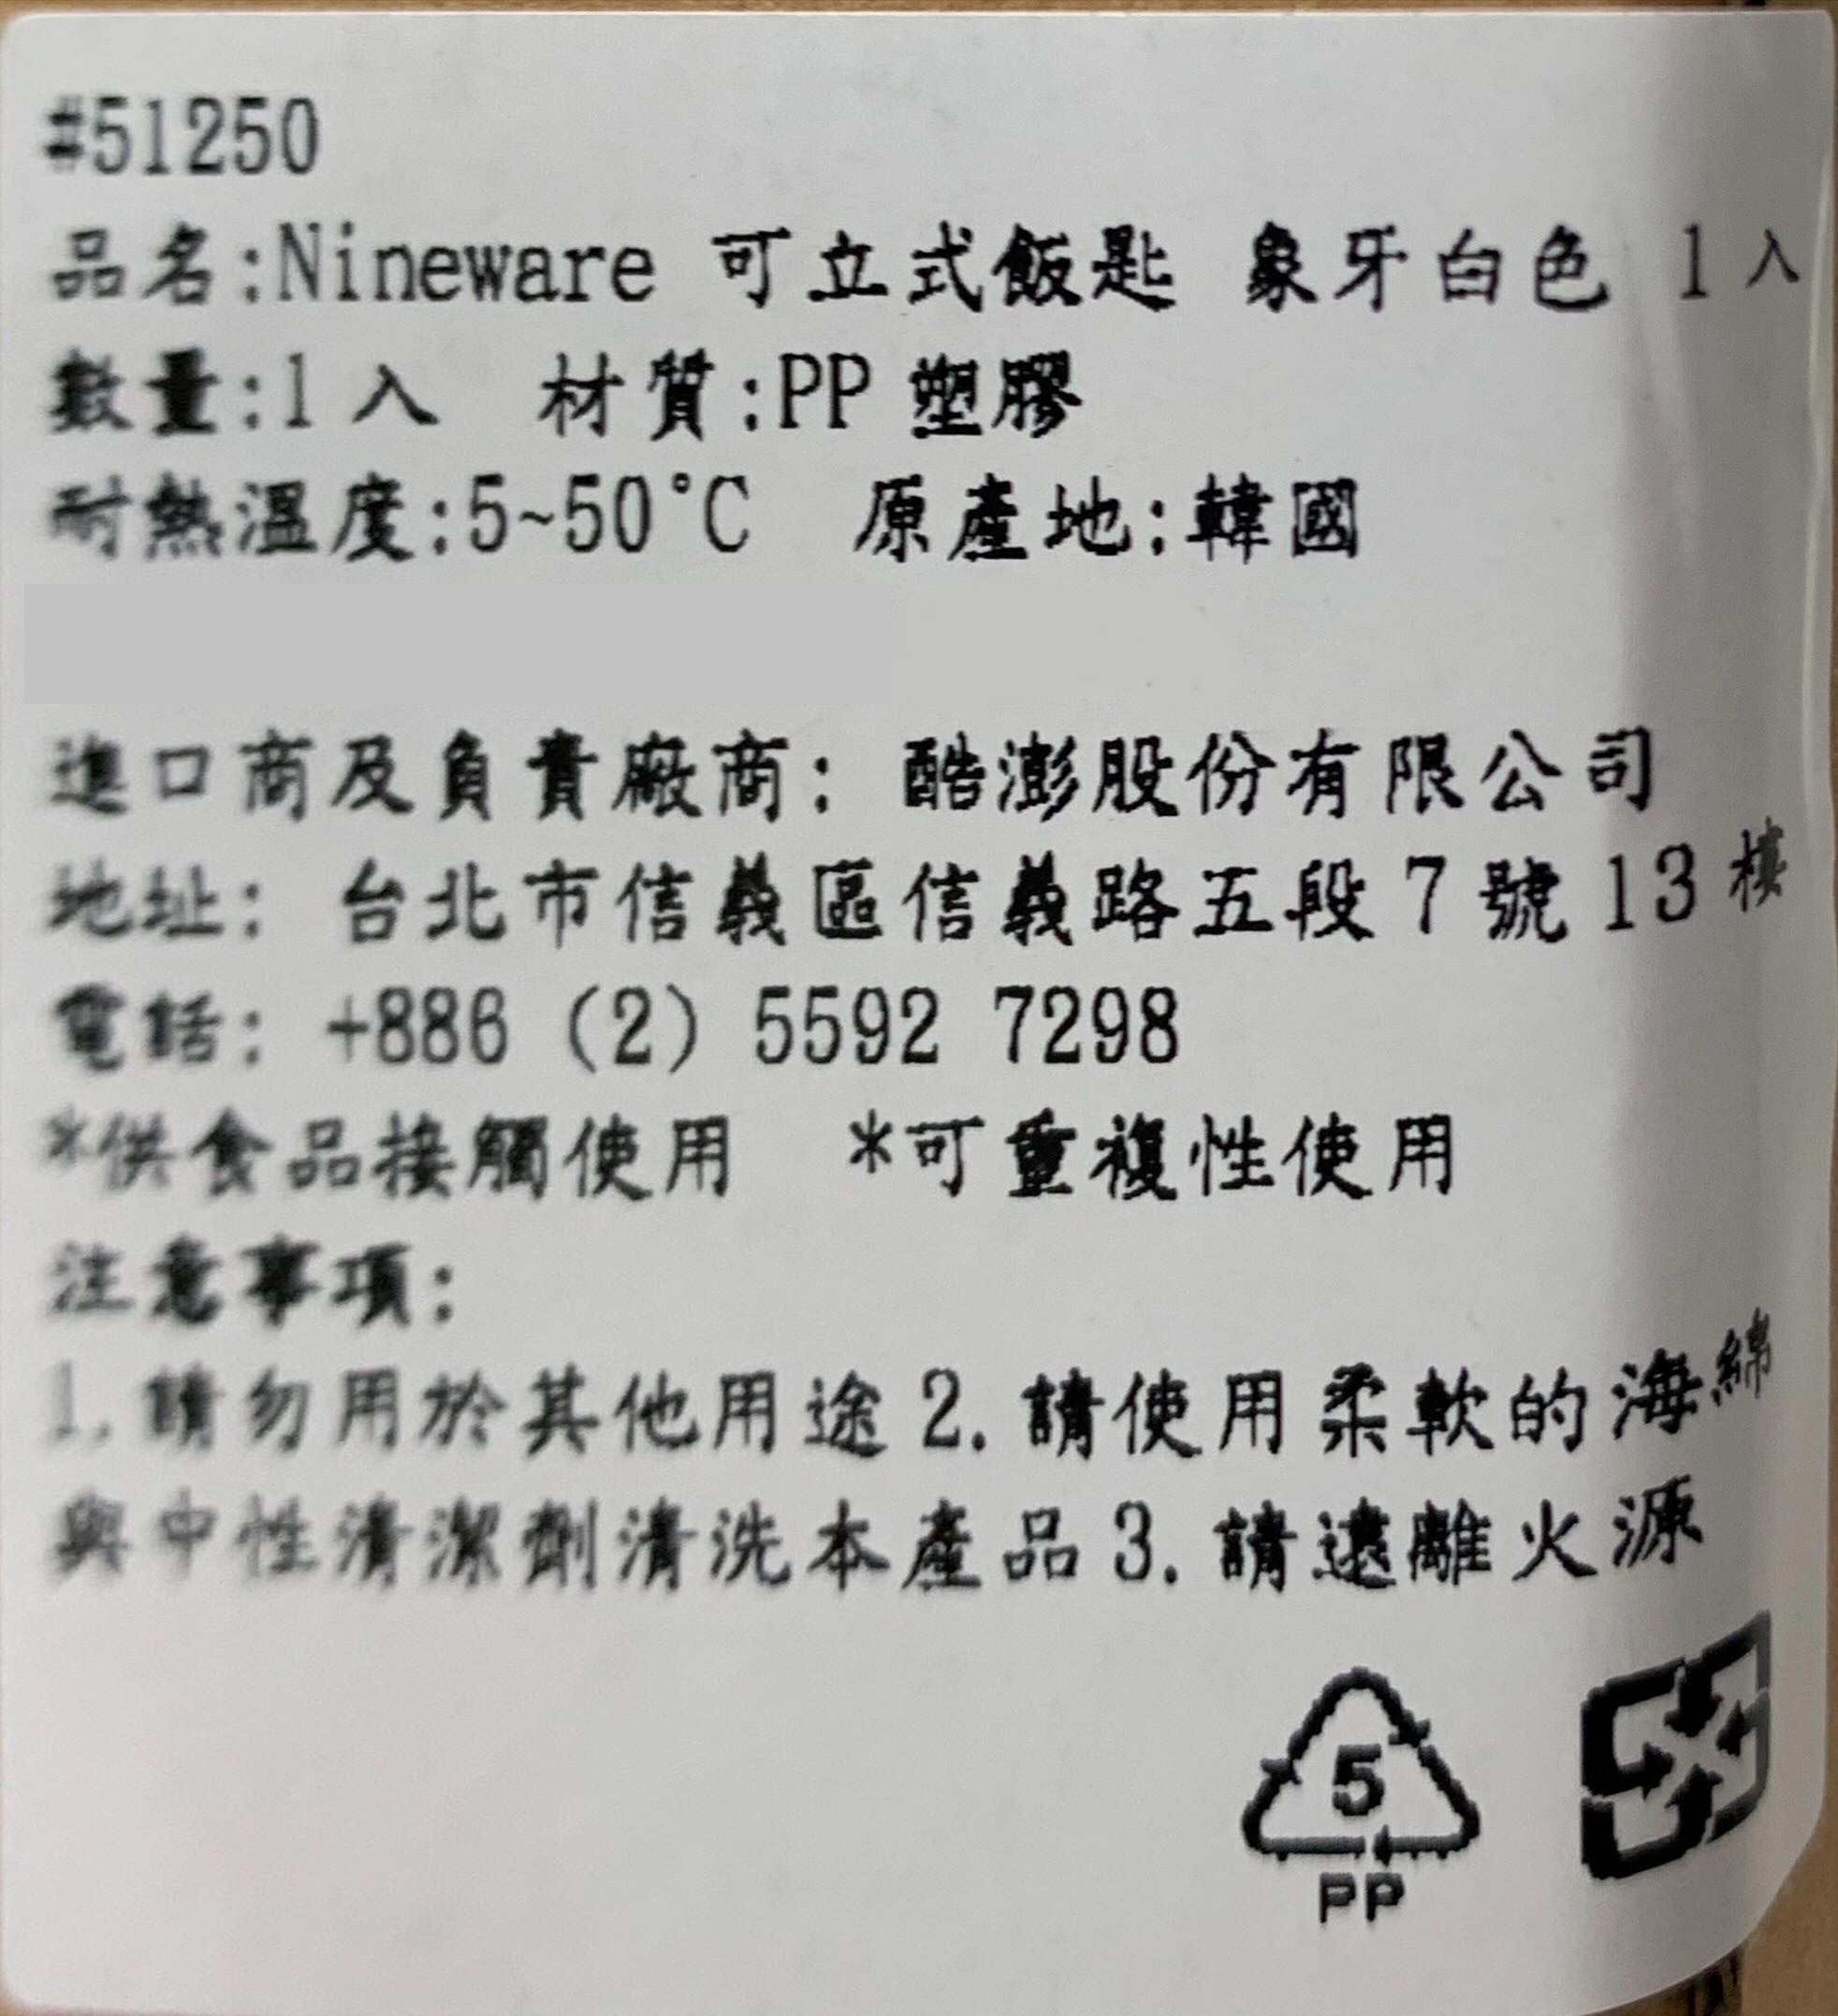 #51250
品名:Nineware 可立式飯匙 象牙白色 1入
數量:1入 材質:PP塑膠
耐熱溫度:5~50°C 原產地:韓國
進口商及負責廠商: 酷澎股份有限公司
地址: 台北市信義區信義路五段7號13樓
電話: +886 (2) 5592 7298
*供食品接觸使用 *可重複性使用
注意事項:
1.請勿用於其他用途2.請使用柔軟的海綿
與中性清潔劑清洗本產品3.請遠離火源
5
PP